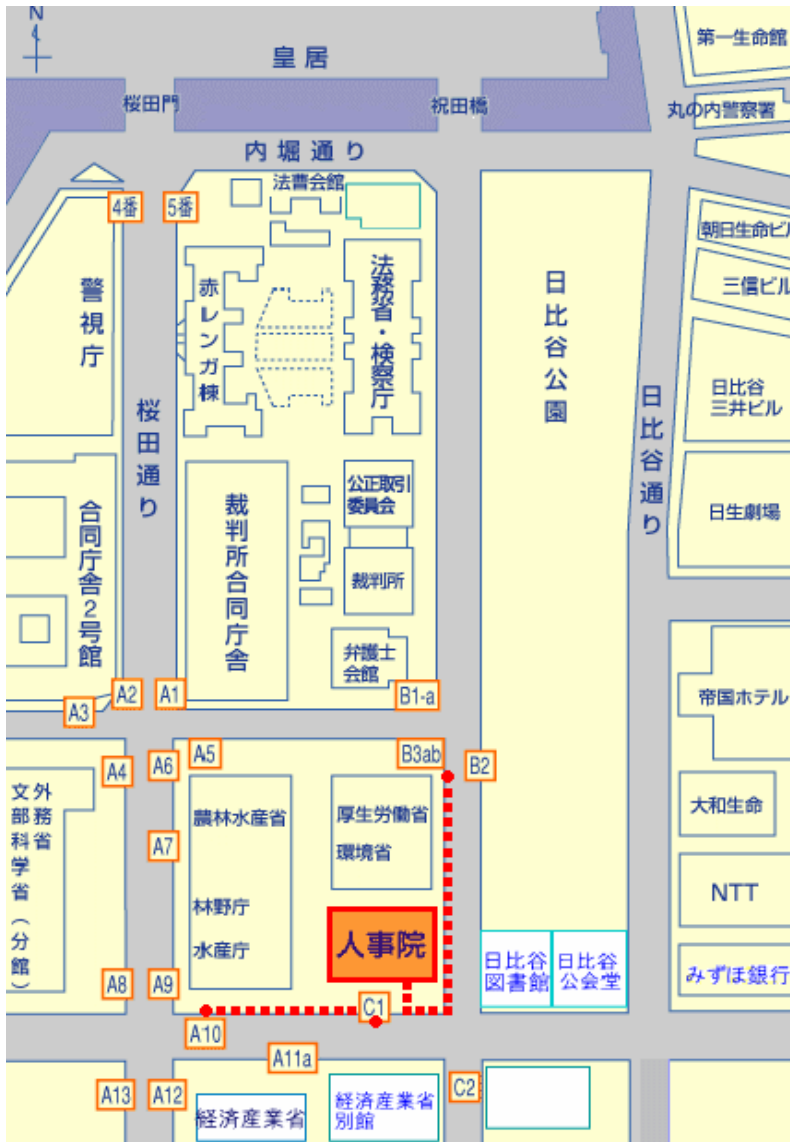 N
皇居
第一生命館
桜田門
祝田橋
丸の内警察署
内堀通り
法曹会館
4番
5番
朝日生命ビル
警視庁
赤レンガ棟
法務省・検察庁
日比谷公園
三信ビル
日比谷
三井ビル
桜田通り
日比谷通り
公正取引
委員会
合同庁舎2号館
裁判所合同庁舎
日生劇場
裁判所
弁護士
会館
A2
A1
B1-a
A3
帝国ホテル
A4
A6
A5
B3ab
B2
外務省
文部科学省(分館)
農林水産省
厚生労働省
環境省
大和生命
A7
林野庁
水産庁
人事院
NTT
日比谷
図書館
日比谷
公会堂
みずほ銀行
A8
A9
C1
A10
A11a
A13
A12
C2
経済産業省
経済産業省
別館